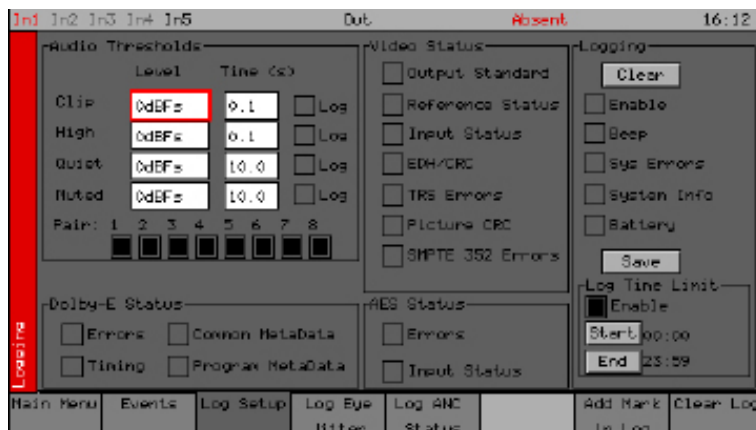 In1 In2 In3 In4 In5 Out Absent 16:12
Audio Thresholds
Level Time (s)
Clip 0dBFs 0.1 Log
High 0dBFs 0.1 Log
Quiet 0dBFs 10.0 Log
Muted 0dBFs 10.0 Log
Pair: 1 2 3 4 5 6 7 8
Video Status
Output Standard
Reference Status
Input Status
EDH/CRC
TRS Errors
Picture CRC
SMPTE 352 Errors
Logging
Clear
Enable
Beep
Sys Errors
System Info
Battery
Save
Log Time Limit
Enable
Start 00:00
End 23:59
Dolby-E Status
Errors Common MetaData
Timing Program MetaData
AES Status
Errors
Input Status
Logging
Main Menu Events Log Setup Log Eye Log ANC Status Add Mark In Log Clear Log